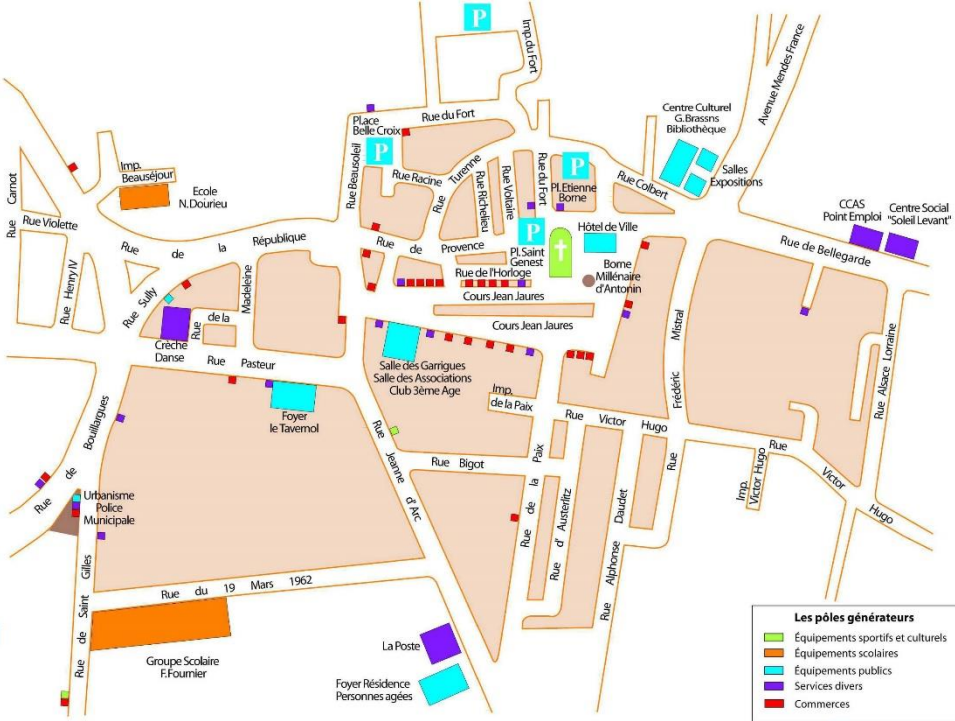 P
Imp.du Fort
Avenue Mendes France
Pl.ace
Belle Croix
Rue du Fort
Centre Culturel
G.Brassns
Bibliothèque
P
P
Rue Carnot
Imp.
Beauséjour
Ecole
N.Dourieu
Rue Beausoleil
Rue Racine
Rue Turenne
Rue Richelieu
Rue Voltaire
Rue du Fort
Pl.Etienne
Borne
Rue Colbert
Salles
Expositions
CCAS
Point Emploi
Centre Social
"Soleil Levant"
Rue Violette
Rue de la République
Rue de Provence
P
Pl.Saint
Genest
Hôtel de Ville
Rue de Bellegarde
Rue Henry IV
Rue Sully
Rue de la Madeleine
Rue de l'Horloge
Borne
Millénaire
d'Antonin
Cours Jean Jaures
Cours Jean Jaures
Rue Frédéric Mistral
Rue Alsace Lorraine
Crèche
Danse
Rue Pasteur
Salle des Garrigues
Salle des Associations
Club 3ème Age
Imp.
de la Paix
Foyer
le Tavernol
Rue Victor Hugo
Rue Victor Hugo
Rue de Bouillargues
Rue Jeanne d'Arc
Rue Bigot
Rue de la Paix
Rue d' Austerlitz
Rue Alphonse Daudet
Imp.
Victor Hugo
Urbanisme
Police
Municipale
Rue de Saint Gilles
Rue du 19 Mars 1962
Groupe Scolaire
F.Fournier
La Poste
Foyer Résidence
Personnes agées
Les pôles générateurs
Équipements sportifs et culturels
Équipements scolaires
Équipements publics
Services divers
Commerces